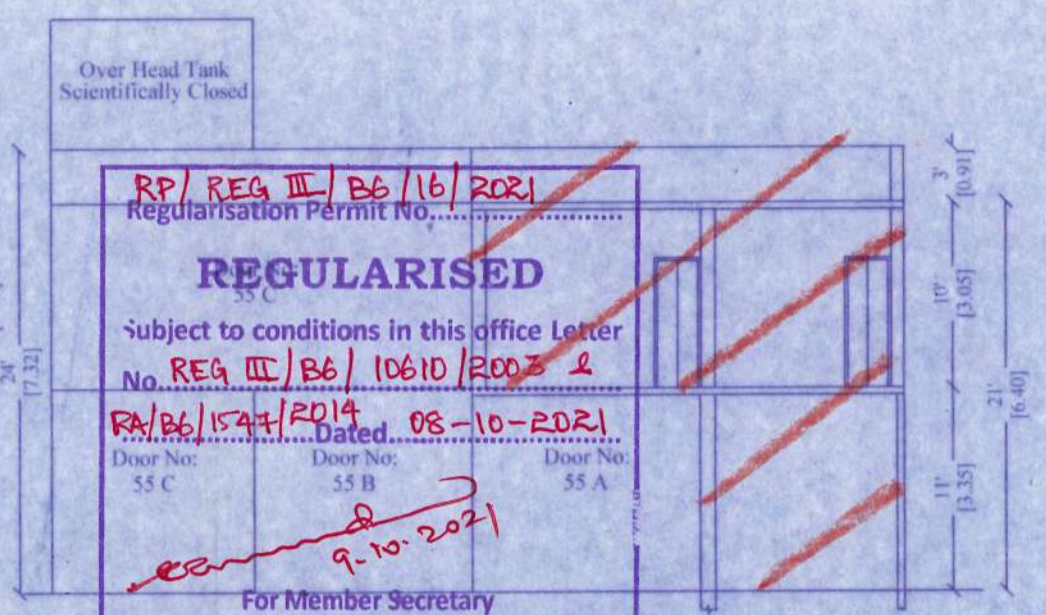 Over Head Tank
Scientifically Closed
RP/ REG III/ B6/16/2021
Regularisation Permit No.
REGULARISED
55 C
Subject to conditions in this office Letter
No. REG III/B6/ 10610/2003 &
RA/B6/1547/2014 Dated 08-10-2021
Door No:
55 C
Door No:
55 B
Door No:
55 A
9-10-2021
For Member Secretary
24'
[7.32]
3'
[0.91]
10'
[3.05]
11'
[3.35]
21'
[6.40]